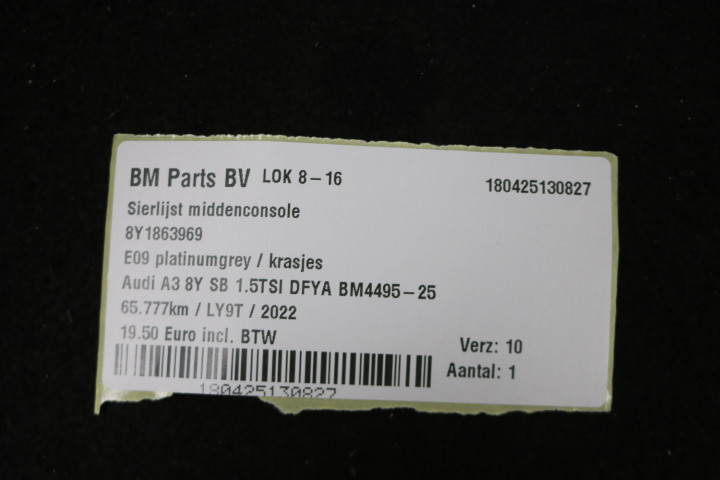 BM Parts BV LOK 8-16 180425130827
Sierlijst middenconsole
8Y1863969
E09 platinumgrey / krasjes
Audi A3 8Y SB 1.5TSI DFYA BM4495-25
65.777km / LY9T / 2022
19.50 Euro incl. BTW
Verz: 10
Aantal: 1
180425130827